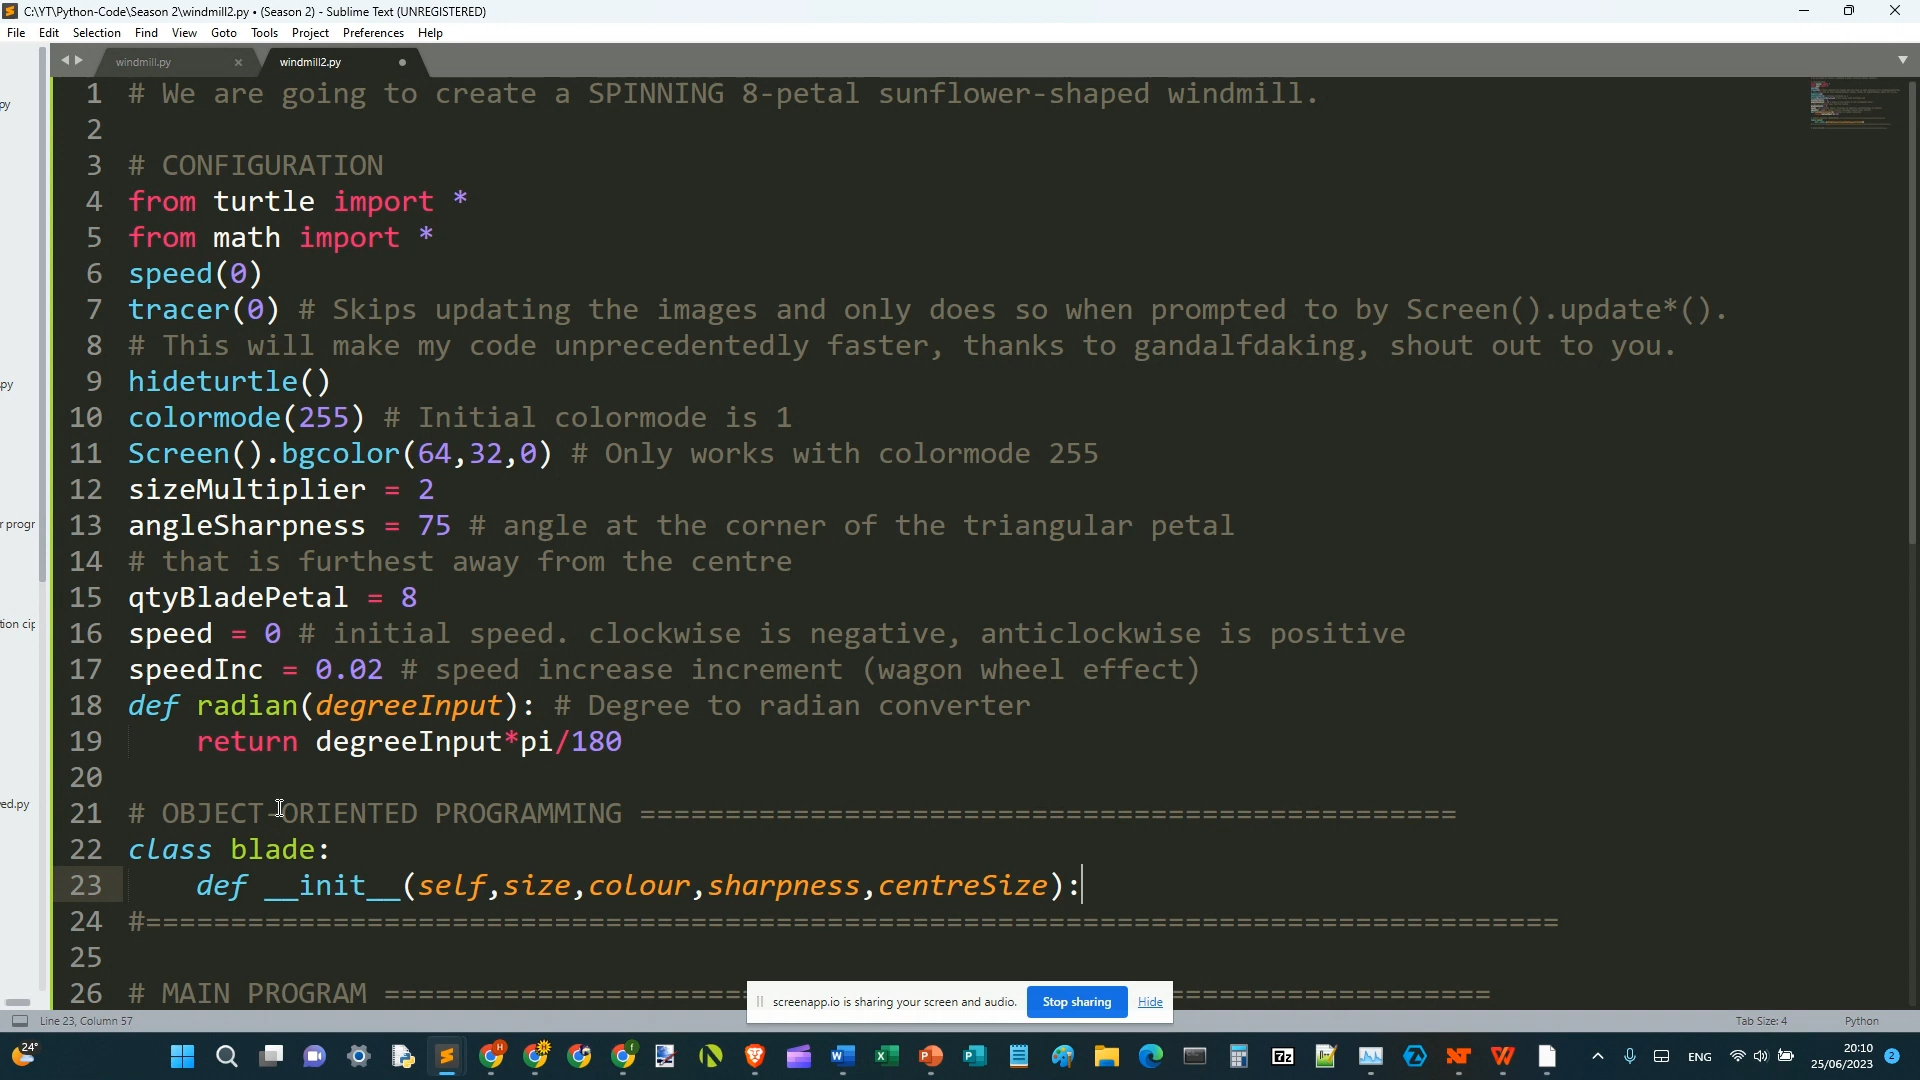 C:\YT\Python-Code\Season 2\windmill2.py • (Season 2) - Sublime Text (UNREGISTERED)
File Edit Selection Find View Goto Tools Project Preferences Help
windmill.py × windmill2.py
1 # We are going to create a SPINNING 8-petal sunflower-shaped windmill.
2
3 # CONFIGURATION
4 from turtle import *
5 from math import *
6 speed(0)
7 tracer(0) # Skips updating the images and only does so when prompted to by Screen().update*().
8 # This will make my code unprecedentedly faster, thanks to gandalfdaking, shout out to you.
9 hideturtle()
10 colormode(255) # Initial colormode is 1
11 Screen().bgcolor(64,32,0) # Only works with colormode 255
12 sizeMultiplier = 2
13 angleSharpness = 75 # angle at the corner of the triangular petal
14 # that is furthest away from the centre
15 qtyBladePetal = 8
16 speed = 0 # initial speed. clockwise is negative, anticlockwise is positive
17 speedInc = 0.02 # speed increase increment (wagon wheel effect)
18 def radian(degreeInput): # Degree to radian converter
19 return degreeInput*pi/180
20
21 # OBJECT-ORIENTED PROGRAMMING ================================================
22 class blade:
23 def __init__(self,size,colour,sharpness,centreSize):
24 #===================================================================================
25
26 # MAIN PROGRAM =================================================================
py
.py
r progr
tion cip
ed.py
screenapp.io is sharing your screen and audio. Stop sharing Hide
Line 23, Column 57 Tab Size: 4 Python
24°
ENG
20:10
25/06/2023
2